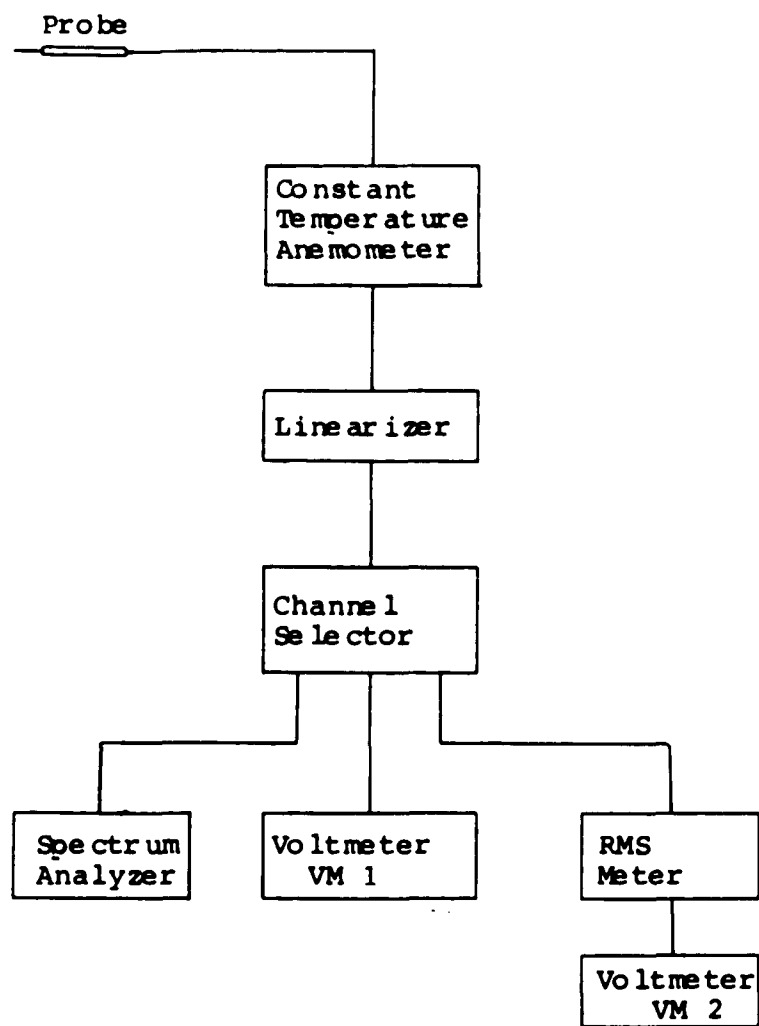 Probe
Constant
Temperature
Anemometer
Linearizer
Channel
Selector
Spectrum
Analyzer
Voltmeter
VM 1
RMS
Meter
Voltmeter
VM 2